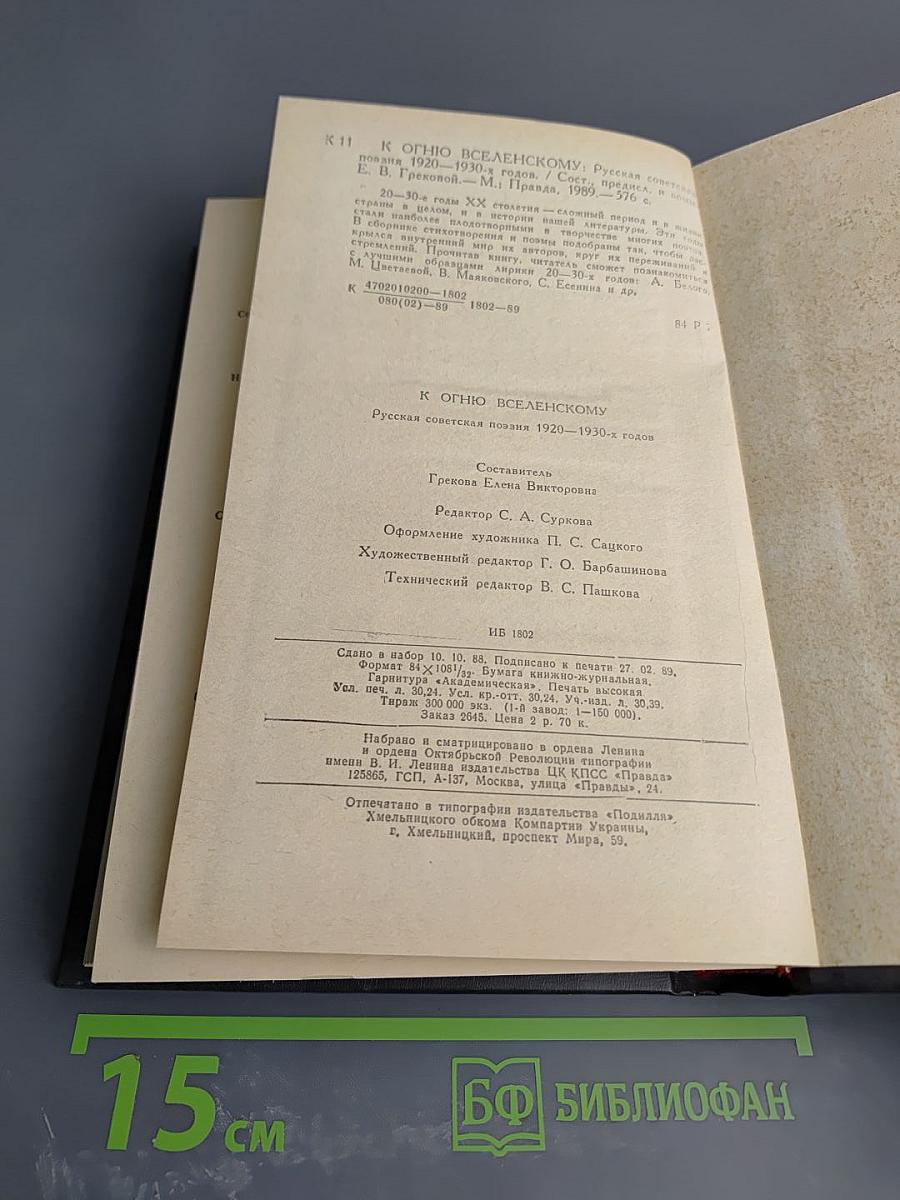 К 11
К ОГНЮ ВСЕЛЕНСКОМУ: Русская советская
поэзия 1920—1930-х годов. / Сост., предисл. и
Е. В. Грековой.— М.: Правда, 1989.— 576 с.
20—30-е годы XX столетия — сложный период и в жизни
страны в целом, и в истории нашей литературы. Эти годы
стали наиболее плодотворными в творчестве многих поэтов.
В сборнике стихотворения и поэмы подобраны так, чтобы рас-
крылся внутренний мир их авторов, круг их переживаний и
стремлений. Прочитав книгу, читатель сможет познакомиться
с лучшими образцами лирики 20—30-х годов: А. Белого,
М. Цветаевой, В. Маяковского, С. Есенина и др.
К 4702010200—1802
080(02)—89 1802—89
84 Р
К ОГНЮ ВСЕЛЕНСКОМУ
Русская советская поэзия 1920—1930-х годов
Составитель
Грекова Елена Викторовна
Редактор С. А. Суркова
Оформление художника П. С. Сацкого
Художественный редактор Г. О. Барбашинова
Технический редактор В. С. Пашкова
ИБ 1802
Сдано в набор 10. 10. 88. Подписано к печати 27. 02. 89.
Формат 84×108¹/₃₂. Бумага книжно-журнальная.
Гарнитура «Академическая». Печать высокая
Усл. печ. л. 30,24. Усл. кр.-отт. 30,24. Уч.-изд. л. 30,39.
Тираж 300 000 экз. (1-й завод: 1—150 000).
Заказ 2645. Цена 2 р. 70 к.
Набрано и сматрицировано в ордена Ленина
и ордена Октябрьской Революции типографии
имени В. И. Ленина издательства ЦК КПСС «Правда»
125865, ГСП, А-137, Москва, улица «Правды», 24.
Отпечатано в типографии издательства «Подилля»
Хмельницкого обкома Компартии Украины,
г. Хмельницкий, проспект Мира, 59.
15 см
БФ БИБЛИОФАН